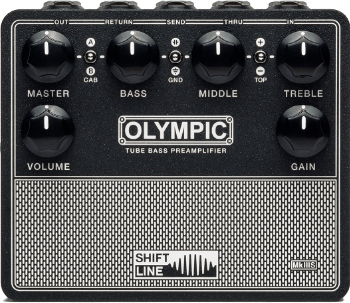 OUT RETURN SEND THRU IN
A + 
B CAB GND - TOP
MASTER BASS MIDDLE TREBLE
OLYMPIC
TUBE BASS PREAMPLIFIER
VOLUME GAIN
SHIFT
LINE
MKIIIS